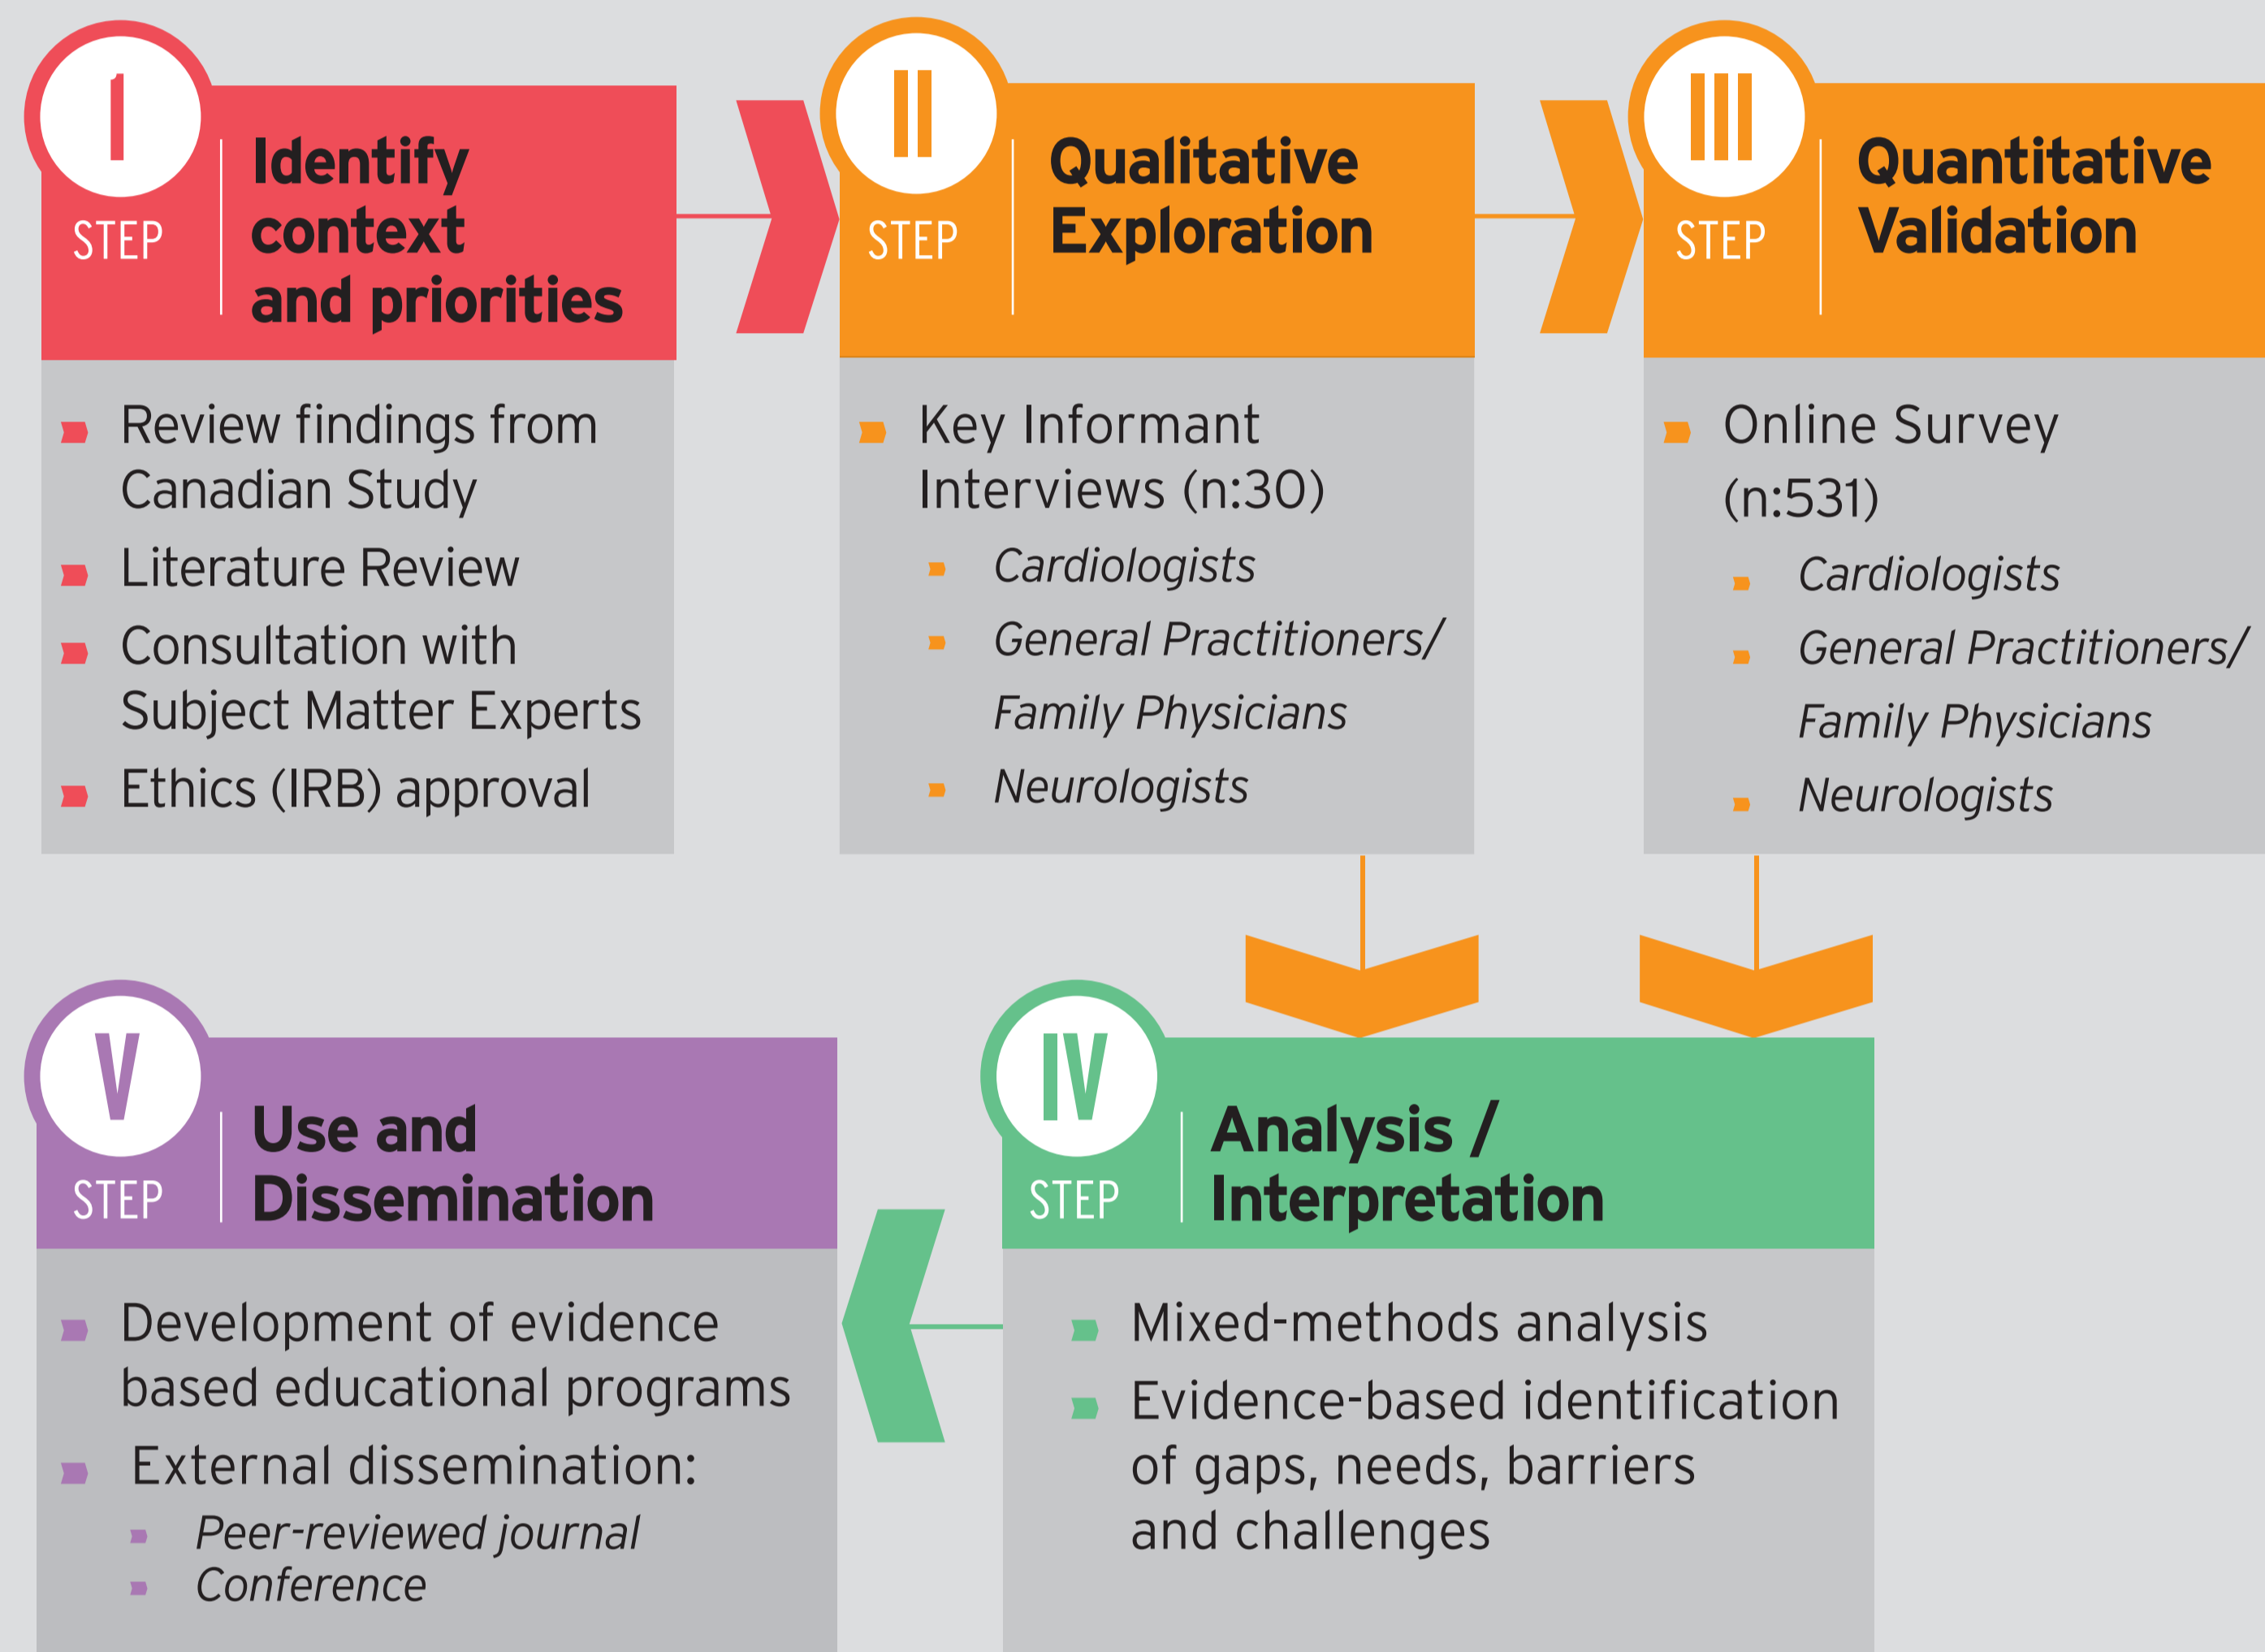 I
STEP
Identify
context
and priorities
Review findings from
Canadian Study
Literature Review
Consultation with
Subject Matter Experts
Ethics (IRB) approval
II
STEP
Qualitative
Exploration
Key Informant
Interviews (n:30)
Cardiologists
General Practitioners/
Family Physicians
Neurologists
III
STEP
Quantitative
Validation
Online Survey
(n:531)
Cardiologists
General Practitioners/
Family Physicians
Neurologists
IV
STEP
Analysis /
Interpretation
Mixed-methods analysis
Evidence-based identification
of gaps, needs, barriers
and challenges
V
STEP
Use and
Dissemination
Development of evidence
based educational programs
External dissemination:
Peer-reviewed journal
Conference